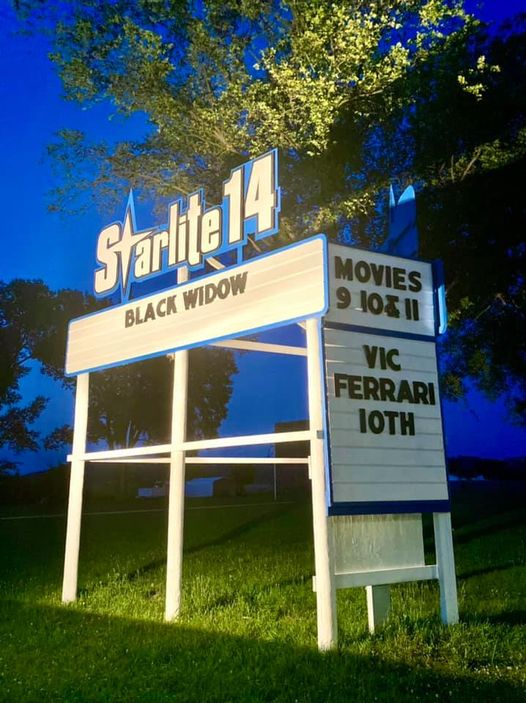 Starlite 14
BLACK WIDOW
MOVIES
9 10 & 11
VIC
FERRARI
10TH